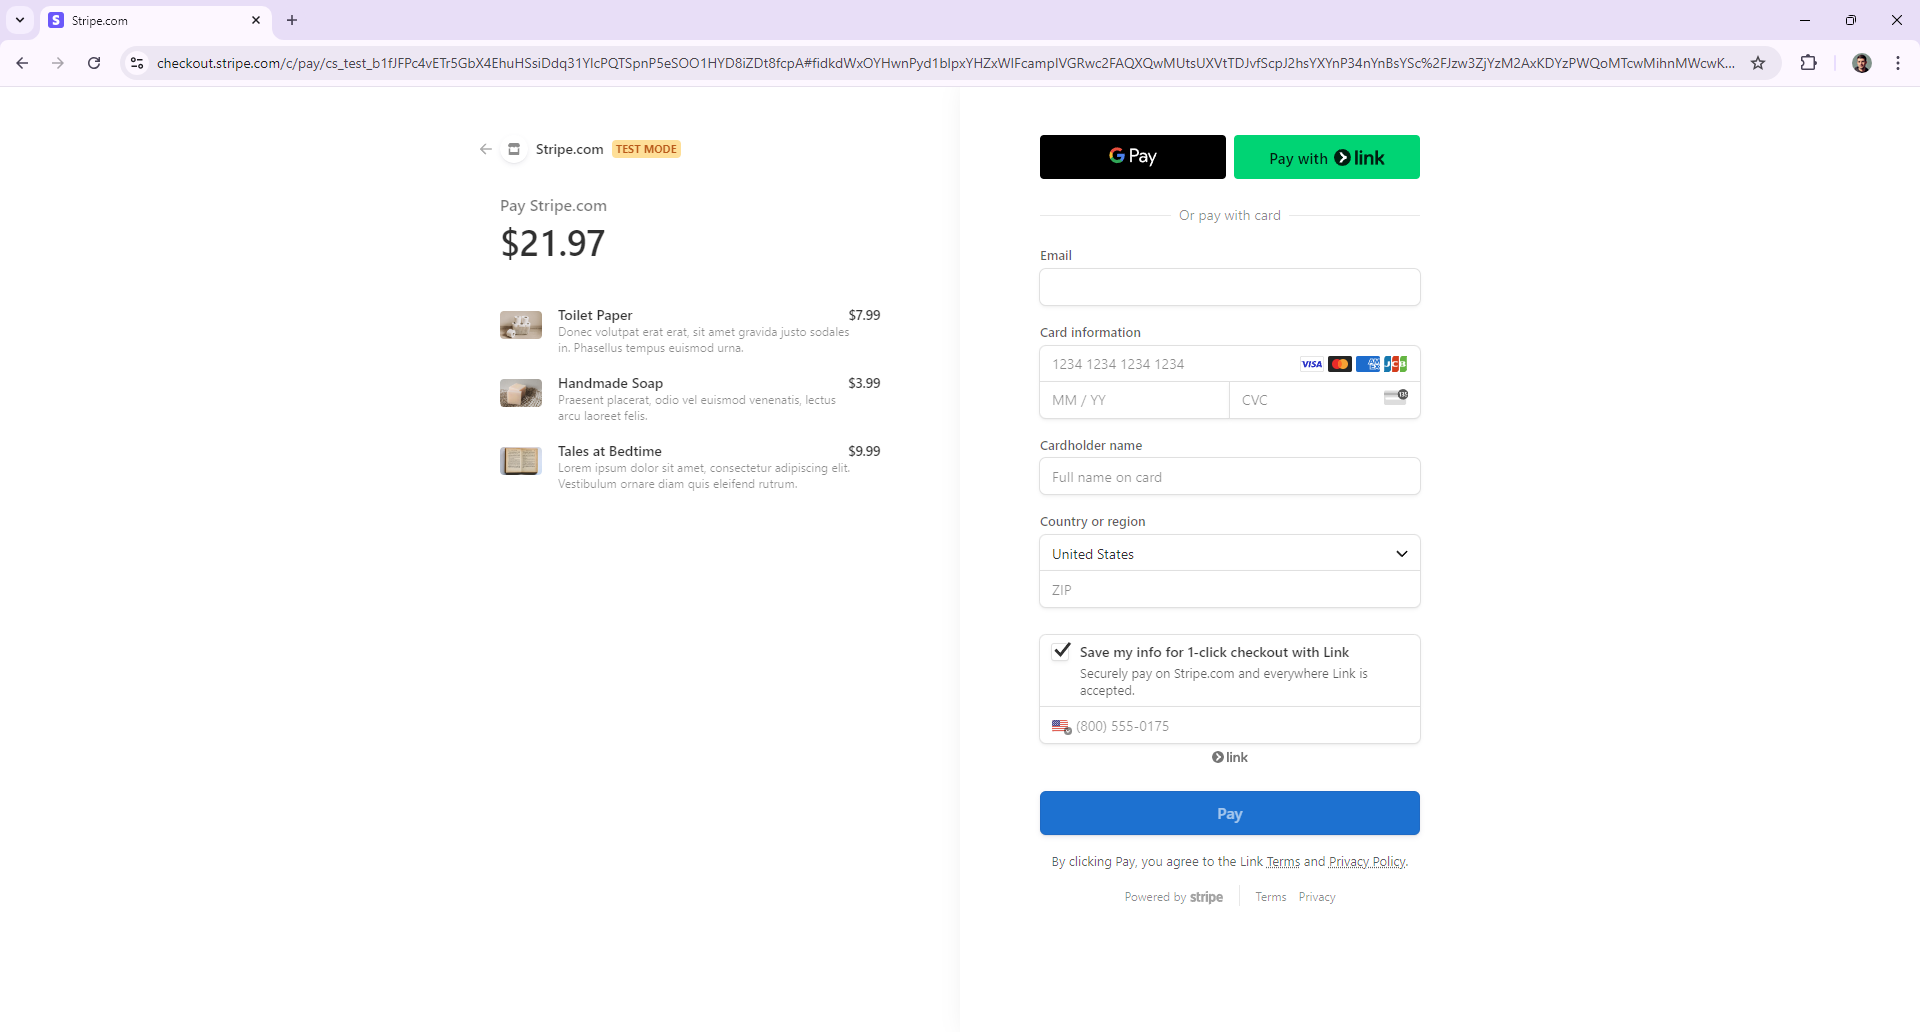 Stripe.com
checkout.stripe.com/c/pay/cs_test_b1fJFPc4vETr5GbX4EhuHSsiDdq31YlcPQTSpnP5eSOO1HYD8iZDt8fcpA#fidkdWxOYHwnPyd1blpxYHZxWlFcamplVGRwc2FAQXQwMUtsUXVtTDJvfScpJ2hsYXYnP34nYnBsYSc%2FJzw3ZjYzM2AxKDYzPWQoMTcwMihnMWcwK...
Stripe.com TEST MODE
Pay Stripe.com
$21.97
Toilet Paper $7.99
Donec volutpat erat erat, sit amet gravida justo sodales
in. Phasellus tempus euismod urna.
Handmade Soap $3.99
Praesent placerat, odio vel euismod venenatis, lectus
arcu laoreet felis.
Tales at Bedtime $9.99
Lorem ipsum dolor sit amet, consectetur adipiscing elit.
Vestibulum ornare diam quis eleifend rutrum.
G Pay Pay with link
Or pay with card
Email
Card information
1234 1234 1234 1234 VISA AMEX JCB
MM / YY CVC 135
Cardholder name
Full name on card
Country or region
United States
ZIP
Save my info for 1-click checkout with Link
Securely pay on Stripe.com and everywhere Link is
accepted.
(800) 555-0175
link
Pay
By clicking Pay, you agree to the Link Terms and Privacy Policy.
Powered by stripe Terms Privacy